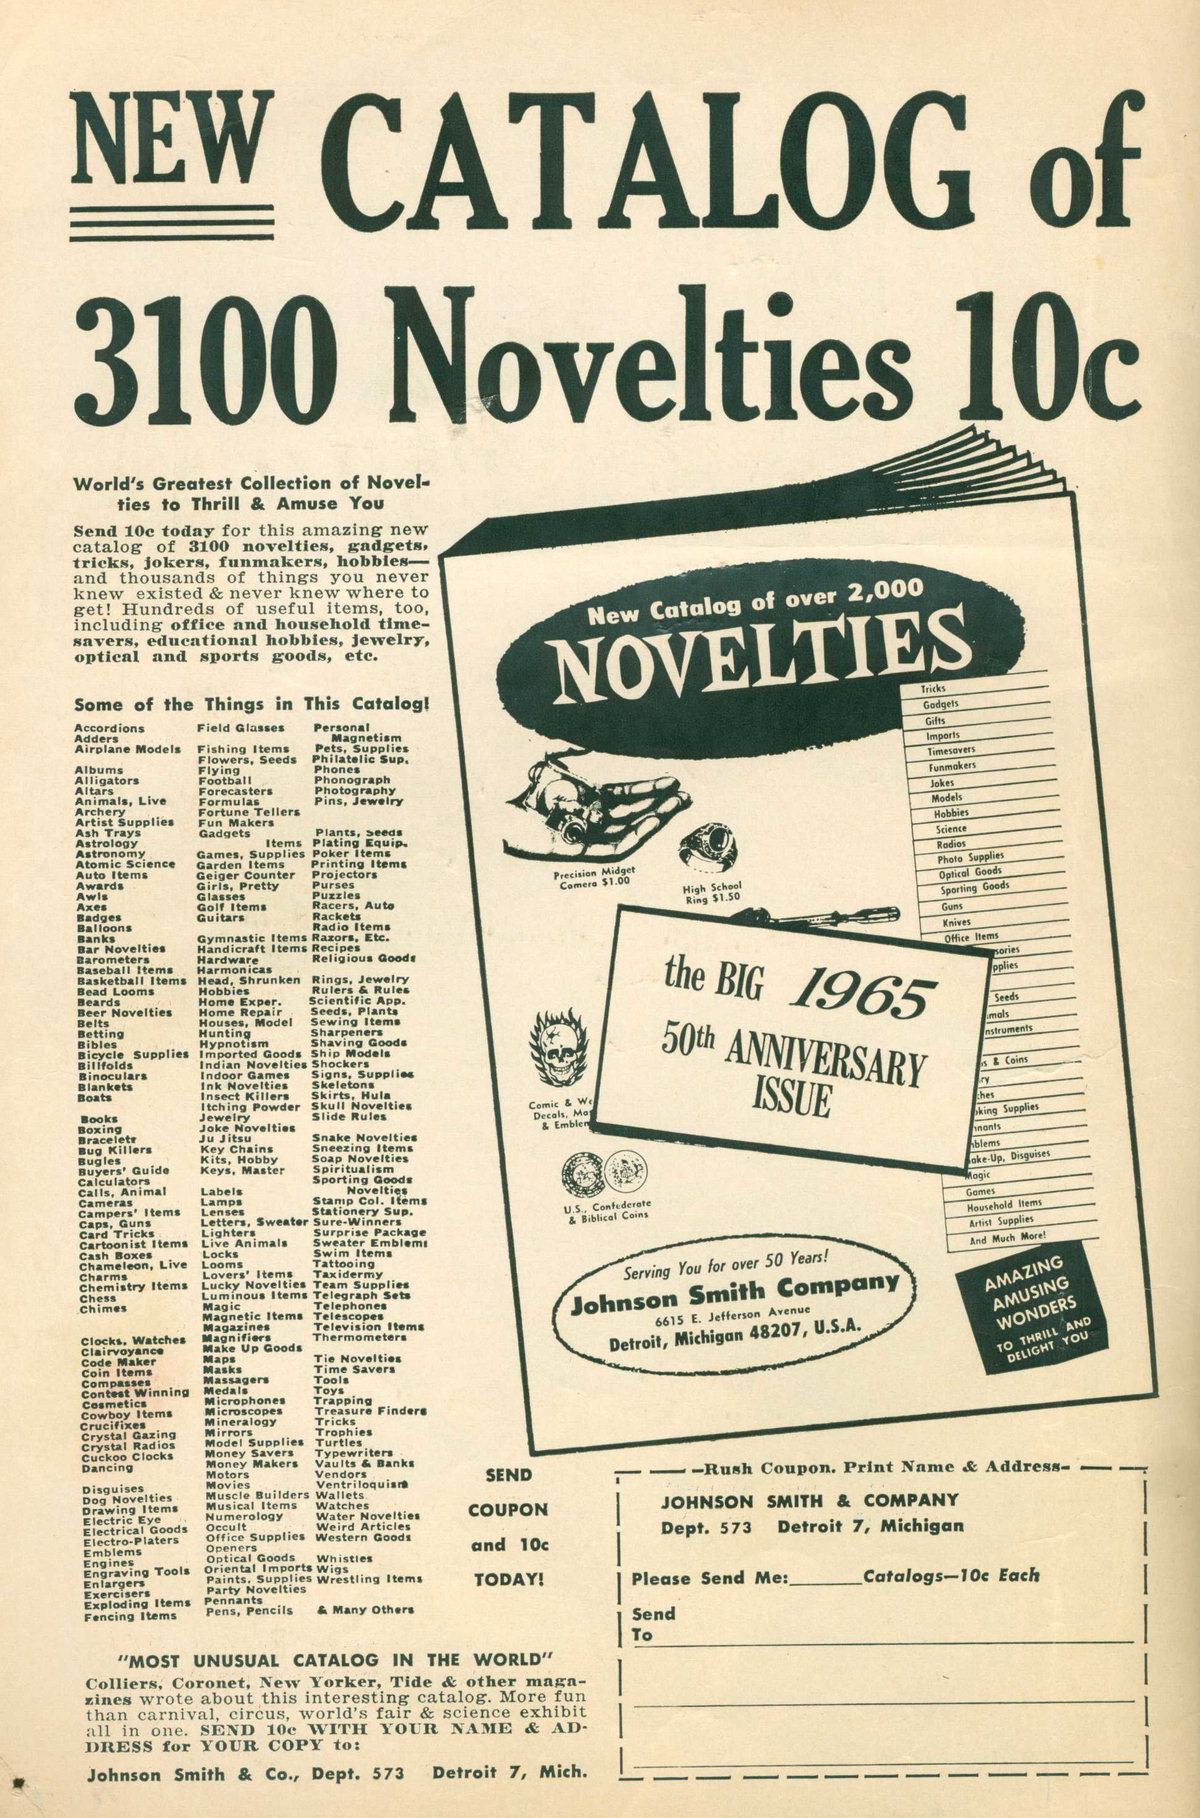 NEW CATALOG of
3100 Novelties 10c
World's Greatest Collection of Novel-
ties to Thrill & Amuse You
Send 10c today for this amazing new
catalog of 3100 novelties, gadgets,
tricks, jokers, funmakers, hobbies—
and thousands of things you never
knew existed & never knew where to
get! Hundreds of useful items, too,
including office and household time-
savers, educational hobbies, jewelry,
optical and sports goods, etc.
Some of the Things in This Catalog!
Accordions
Adders
Airplane Models
Albums
Alligators
Altars
Animals, Live
Archery
Artist Supplies
Ash Trays
Astrology
Astronomy
Atomic Science
Auto Items
Awards
Awls
Axes
Badges
Balloons
Banks
Bar Novelties
Barometers
Baseball Items
Basketball Items
Bead Looms
Beards
Beer Novelties
Belts
Betting
Bibles
Bicycle Supplies
Billfolds
Binoculars
Blankets
Boats
Books
Boxing
Bracelets
Bug Killers
Bugles
Buyers' Guide
Calculators
Calls, Animal
Cameras
Campers' Items
Caps, Guns
Card Tricks
Cartoonist Items
Cash Boxes
Chameleon, Live
Charms
Chemistry Items
Chess
Chimes
Clocks, Watches
Clairvoyance
Code Maker
Coin Items
Compasses
Contest Winning
Cosmetics
Cowboy Items
Crucifixes
Crystal Gazing
Crystal Radios
Cuckoo Clocks
Dancing
Disguises
Dog Novelties
Drawing Items
Electric Eye
Electrical Goods
Electro-Platers
Emblems
Engines
Engraving Tools
Enlargers
Exercisers
Exploding Items
Fencing Items
Field Glasses
Fishing Items
Flowers, Seeds
Flying
Football
Forecasters
Formulas
Fortune Tellers
Fun Makers
Gadgets
Items
Games, Supplies
Garden Items
Geiger Counter
Girls, Pretty
Glasses
Golf Items
Guitars
Gymnastic Items
Handicraft Items
Hardware
Harmonicas
Head, Shrunken
Hobbies
Home Exper.
Home Repair
Houses, Model
Hunting
Hypnotism
Imported Goods
Indian Novelties
Indoor Games
Ink Novelties
Insect Killers
Itching Powder
Jewelry
Joke Novelties
Ju Jitsu
Key Chains
Kits, Hobby
Keys, Master
Labels
Lamps
Lenses
Letters, Sweater
Lighters
Live Animals
Locks
Looms
Lovers' Items
Lucky Novelties
Luminous Items
Magic
Magnetic Items
Magazines
Magnifiers
Make Up Goods
Maps
Masks
Massagers
Medals
Microphones
Microscopes
Mineralogy
Mirrors
Model Supplies
Money Savers
Money Makers
Motors
Movies
Muscle Builders
Musical Items
Numerology
Occult
Office Supplies
Openers
Optical Goods
Oriental Imports
Paints, Supplies
Party Novelties
Pennants
Pens, Pencils
Personal
Magnetism
Pets, Supplies
Philatelic Sup.
Phones
Phonograph
Photography
Pins, Jewelry
Plants, Seeds
Plating Equip.
Poker Items
Printing Items
Projectors
Purses
Puzzles
Racers, Auto
Rackets
Radio Items
Razors, Etc.
Recipes
Religious Goods
Rings, Jewelry
Rulers & Rules
Scientific App.
Seeds, Plants
Sewing Items
Sharpeners
Shaving Goods
Ship Models
Shockers
Signs, Supplies
Skeletons
Skirts, Hula
Skull Novelties
Slide Rules
Snake Novelties
Sneezing Items
Soap Novelties
Spiritualism
Sporting Goods
Novelties
Stamp Col. Items
Stationery Sup.
Sure-Winners
Surprise Package
Sweater Emblems
Swim Items
Tattooing
Taxidermy
Team Supplies
Telegraph Sets
Telephones
Telescopes
Television Items
Thermometers
Tie Novelties
Time Savers
Tools
Toys
Trapping
Treasure Finders
Tricks
Trophies
Turtles
Typewriters
Vaults & Banks
Vendors
Ventriloquism
Wallets
Watches
Water Novelties
Weird Articles
Western Goods
Whistles
Wigs
Wrestling Items
& Many Others
"MOST UNUSUAL CATALOG IN THE WORLD"
Colliers, Coronet, New Yorker, Tide & other maga-
zines wrote about this interesting catalog. More fun
than carnival, circus, world's fair & science exhibit
all in one. SEND 10c WITH YOUR NAME & AD-
DRESS for YOUR COPY to:
Johnson Smith & Co., Dept. 573 Detroit 7, Mich.
New Catalog of over 2,000
NOVELTIES
Tricks
Gadgets
Gifts
Imports
Timesavers
Funmakers
Jokes
Models
Hobbies
Science
Radios
Photo Supplies
Optical Goods
Sporting Goods
Guns
Knives
Office Items
sories
pplies
Seeds
mals
nstruments
& Coins
ry
ches
king Supplies
nants
blems
ake-Up, Disguises
Magic
Games
Household Items
Artist Supplies
And Much More!
Precision Midget
Camera $1.00
High School
Ring $1.50
the BIG 1965
50th ANNIVERSARY
ISSUE
Comic & We
Decals, Mas
& Emblem
U.S., Confederate
& Biblical Coins
Serving You for over 50 Years!
Johnson Smith Company
6615 E. Jefferson Avenue
Detroit, Michigan 48207, U.S.A.
AMAZING
AMUSING
WONDERS
TO THRILL AND
DELIGHT YOU
SEND
COUPON
and 10c
TODAY!
Rush Coupon. Print Name & Address
JOHNSON SMITH & COMPANY
Dept. 573 Detroit 7, Michigan
Please Send Me:______Catalogs—10c Each
Send
To